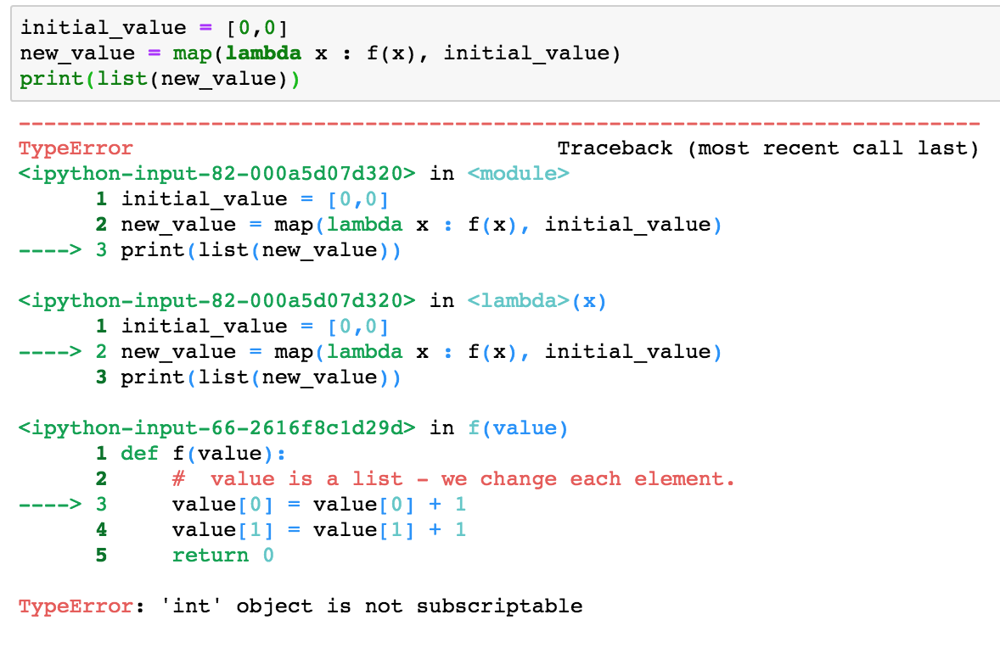 initial_value = [0,0]
new_value = map(lambda x : f(x), initial_value)
print(list(new_value))
---------------------------------------------------------------------------
TypeError                                 Traceback (most recent call last)
<ipython-input-82-000a5d07d320> in <module>
      1 initial_value = [0,0]
      2 new_value = map(lambda x : f(x), initial_value)
----> 3 print(list(new_value))

<ipython-input-82-000a5d07d320> in <lambda>(x)
      1 initial_value = [0,0]
----> 2 new_value = map(lambda x : f(x), initial_value)
      3 print(list(new_value))

<ipython-input-66-2616f8c1d29d> in f(value)
      1 def f(value):
      2     #  value is a list - we change each element.
----> 3     value[0] = value[0] + 1
      4     value[1] = value[1] + 1
      5     return 0

TypeError: 'int' object is not subscriptable